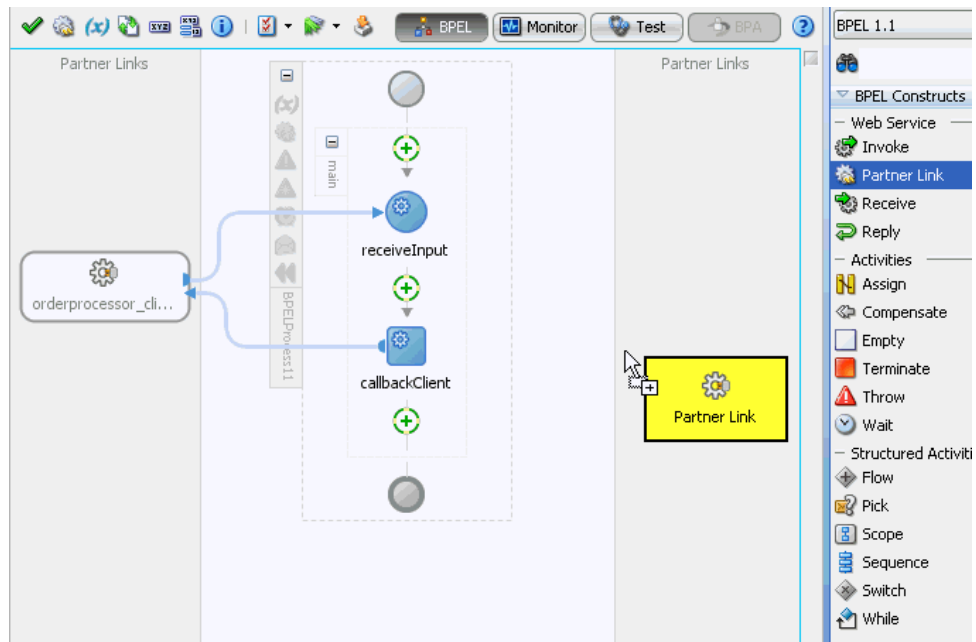 BPEL
Monitor
Test
BPA
BPEL 1.1
Partner Links
Partner Links
main
receiveInput
orderprocessor_cli...
BPELProcess11
callbackClient
Partner Link
BPEL Constructs
Web Service
Invoke
Partner Link
Receive
Reply
Activities
Assign
Compensate
Empty
Terminate
Throw
Wait
Structured Activiti
Flow
Pick
Scope
Sequence
Switch
While